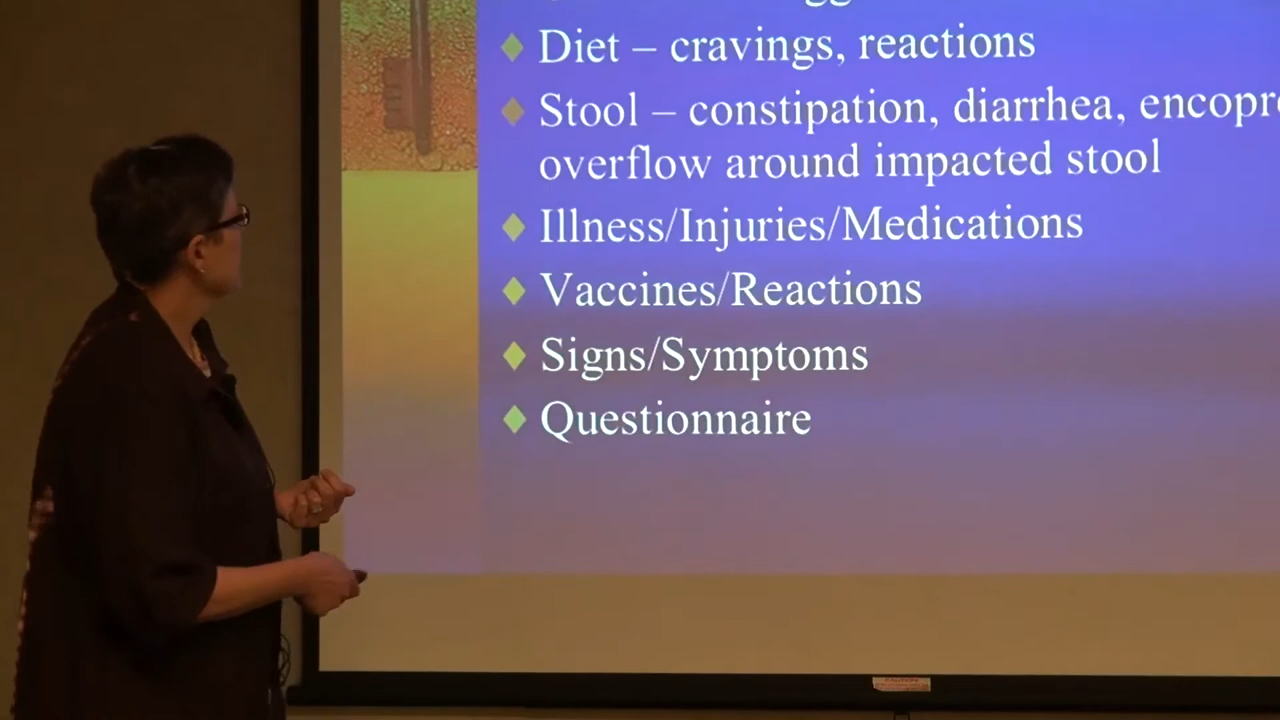 Diet – cravings, reactions
Stool – constipation, diarrhea,
overflow around impacted stool
Illness/Injuries/Medications
Vaccines/Reactions
Signs/Symptoms
Questionnaire